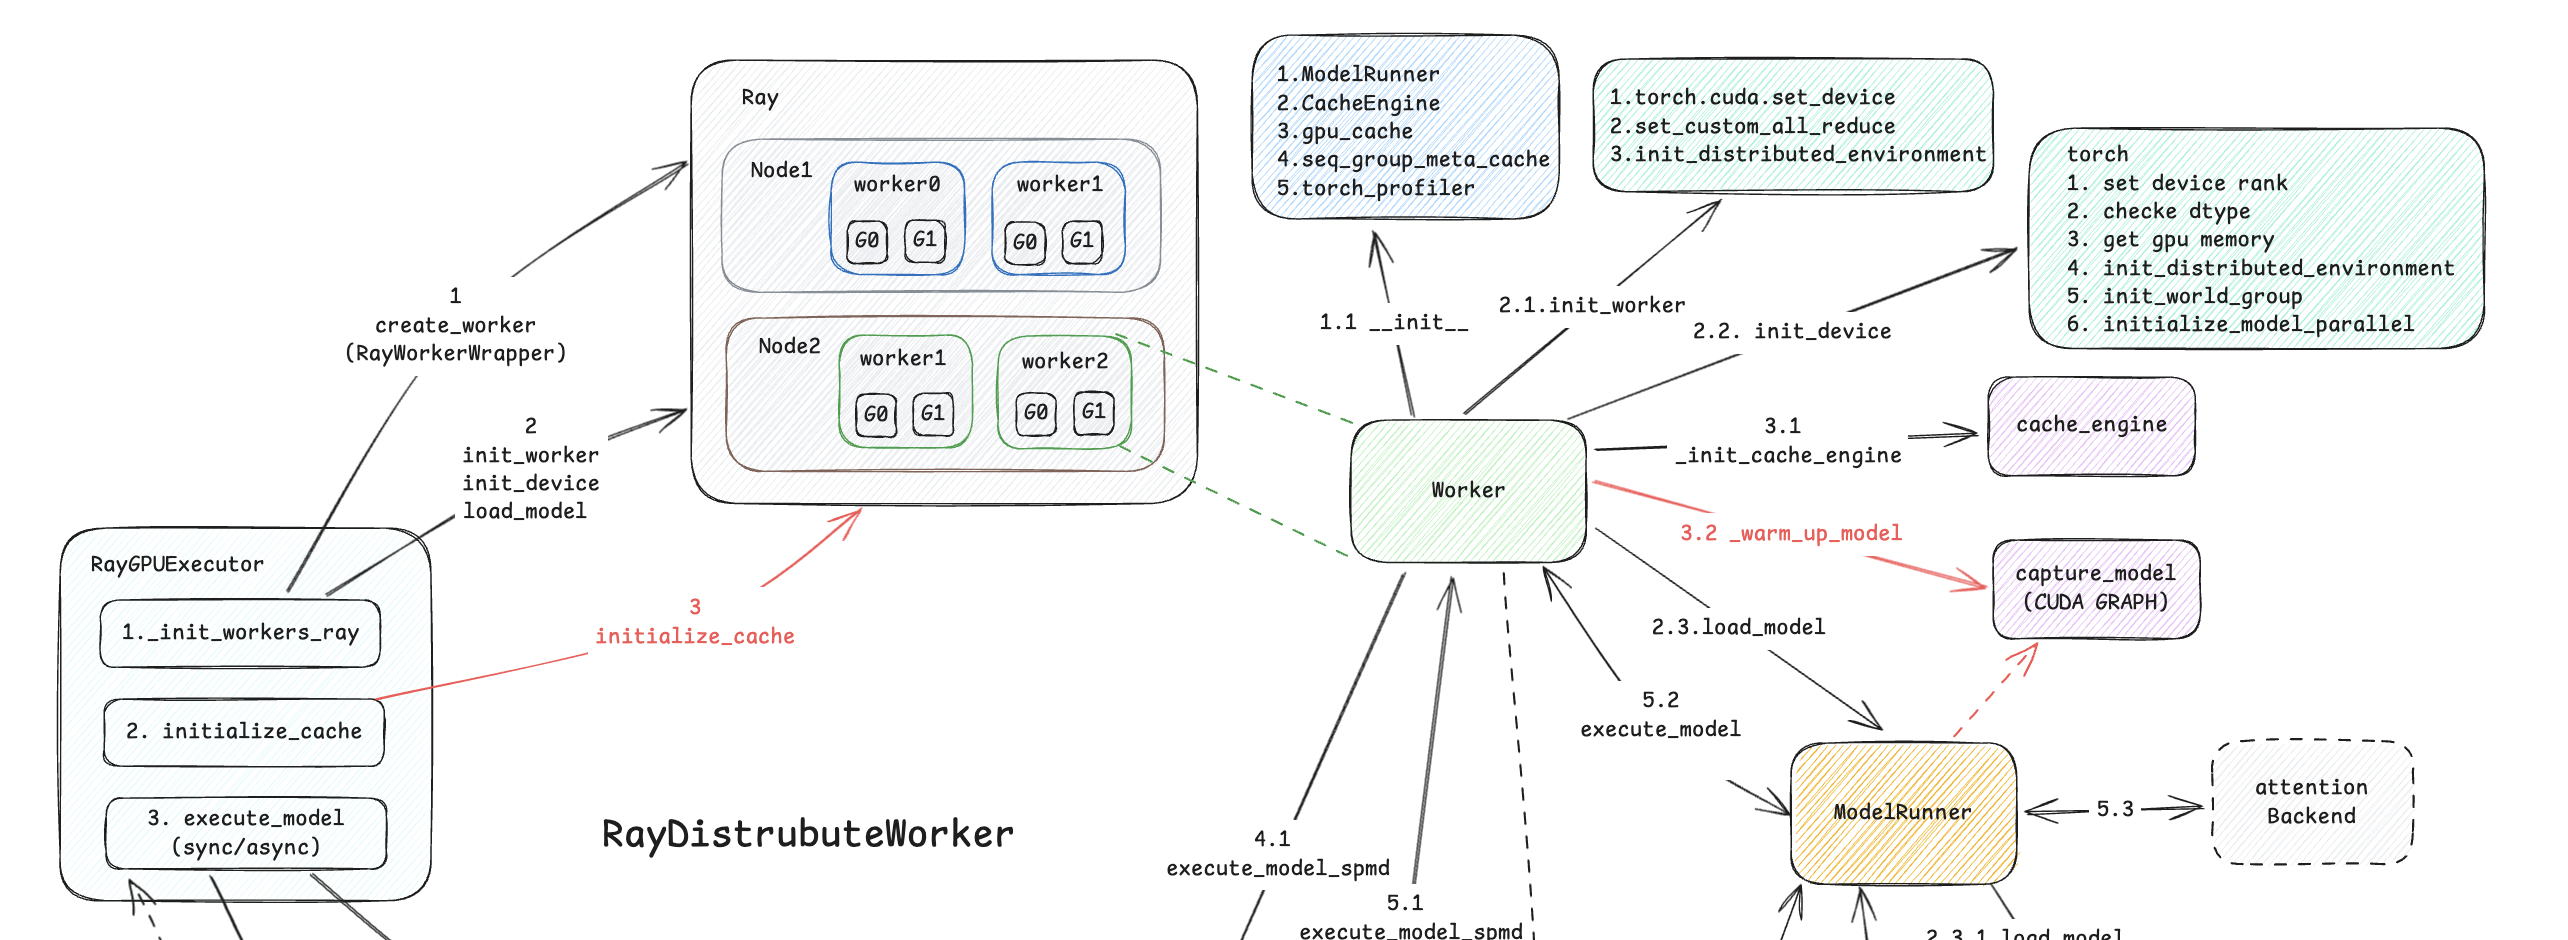 Ray
Node1
worker0
G0
G1
worker1
G0
G1
Node2
worker1
G0
G1
worker2
G0
G1
1.ModelRunner
2.CacheEngine
3.gpu_cache
4.seq_group_meta_cache
5.torch_profiler
1.torch.cuda.set_device
2.set_custom_all_reduce
3.init_distributed_environment
torch
1. set device rank
2. checke dtype
3. get gpu memory
4. init_distributed_environment
5. init_world_group
6. initialize_model_parallel
1
create_worker
(RayWorkerWrapper)
2
init_worker
init_device
load_model
3
initialize_cache
RayGPUExecutor
1._init_workers_ray
2. initialize_cache
3. execute_model
(sync/async)
RayDistrubuteWorker
1.1 __init__
2.1.init_worker
2.2. init_device
3.1
_init_cache_engine
cache_engine
Worker
3.2 _warm_up_model
capture_model
(CUDA GRAPH)
2.3.load_model
5.2
execute_model
ModelRunner
5.3
attention
Backend
4.1
execute_model_spmd
5.1
execute_model_spmd
2.3.1 load_model